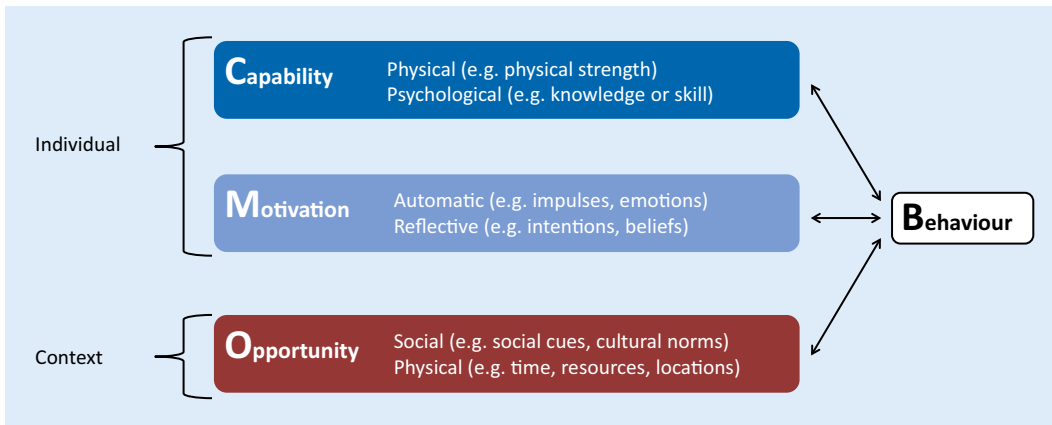 Individual
Capability
Physical (e.g. physical strength)
Psychological (e.g. knowledge or skill)
Motivation
Automatic (e.g. impulses, emotions)
Reflective (e.g. intentions, beliefs)
Behaviour
Context
Opportunity
Social (e.g. social cues, cultural norms)
Physical (e.g. time, resources, locations)